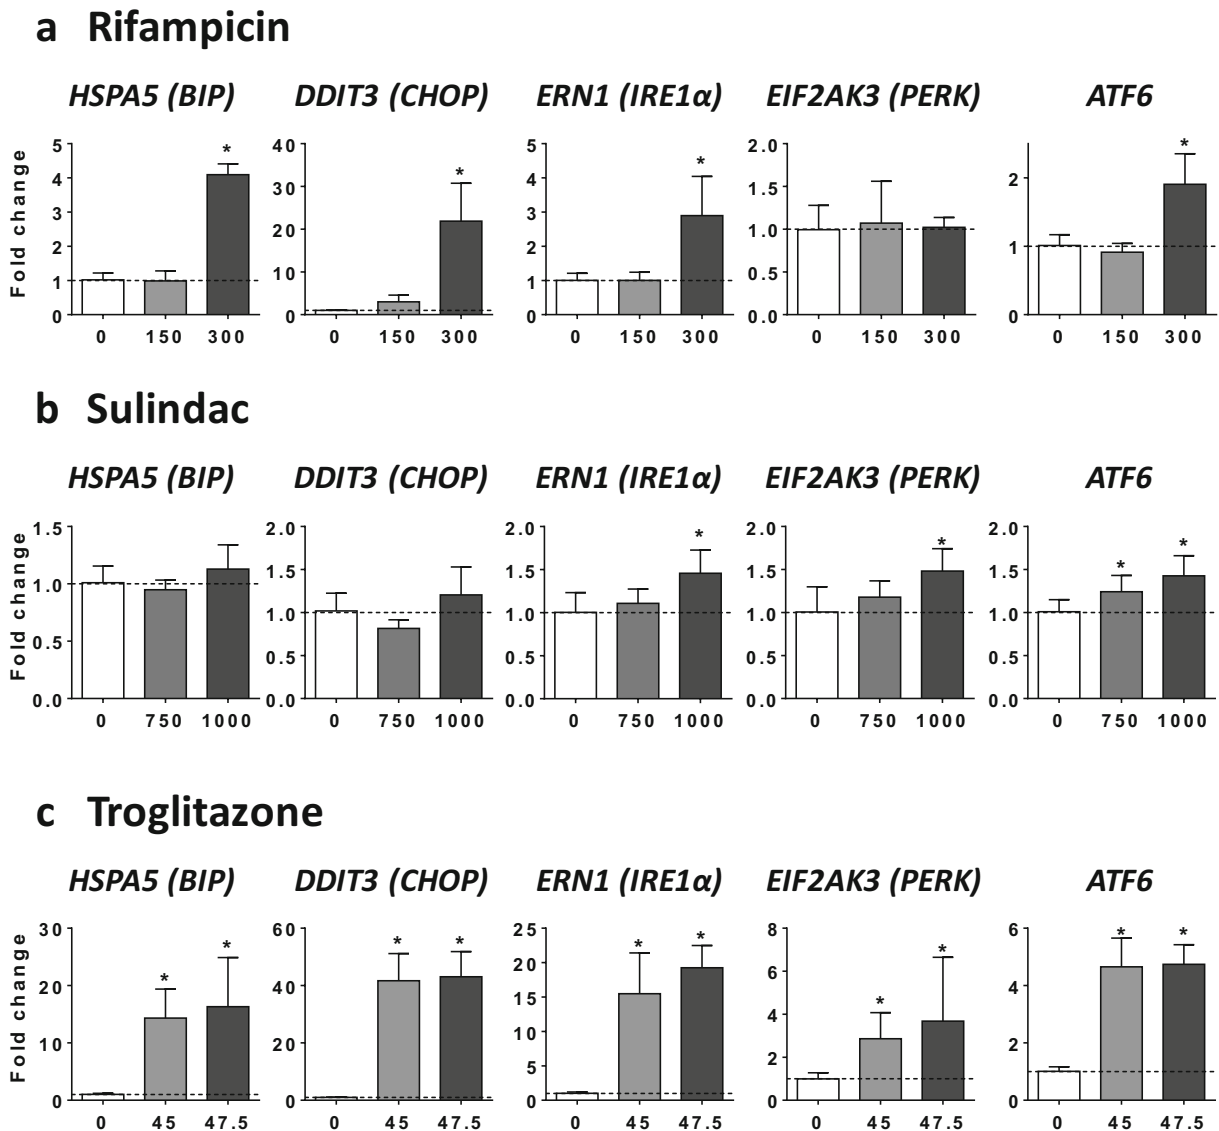 a Rifampicin
HSPA5 (BIP) DDIT3 (CHOP) ERN1 (IRE1α) EIF2AK3 (PERK) ATF6
Fold change
5 4 3 2 1 0
0 150 300
40 30 20 10 0
0 150 300
5 4 3 2 1 0
0 150 300
2.0 1.5 1.0 0.5 0.0
0 150 300
2 1 0
0 150 300
* * * *
b Sulindac
HSPA5 (BIP) DDIT3 (CHOP) ERN1 (IRE1α) EIF2AK3 (PERK) ATF6
Fold change
1.5 1.0 0.5 0.0
0 750 1000
2.0 1.5 1.0 0.5 0.0
0 750 1000
2.0 1.5 1.0 0.5 0.0
0 750 1000
2.0 1.5 1.0 0.5 0.0
0 750 1000
2.0 1.5 1.0 0.5 0.0
0 750 1000
* * * *
c Troglitazone
HSPA5 (BIP) DDIT3 (CHOP) ERN1 (IRE1α) EIF2AK3 (PERK) ATF6
Fold change
30 20 10 0
0 45 47.5
60 40 20 0
0 45 47.5
25 20 15 10 5 0
0 45 47.5
8 6 4 2 0
0 45 47.5
6 4 2 0
0 45 47.5
* * * * * * * * * *